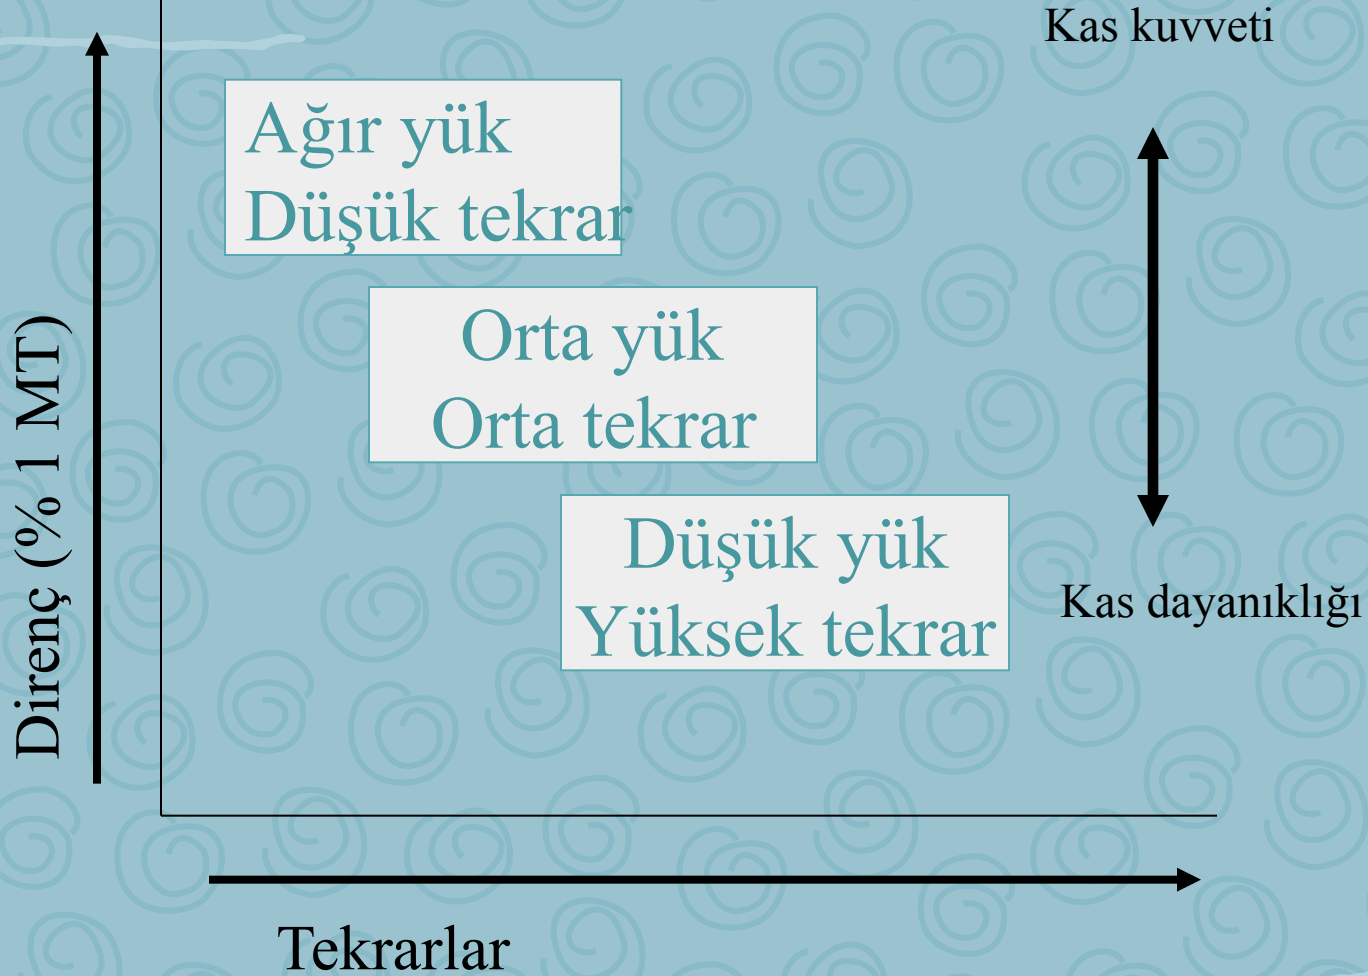 Kas kuvveti
Ağır yük
Düşük tekrar
Orta yük
Orta tekrar
Düşük yük
Yüksek tekrar
Kas dayanıklığı
Direnç (% 1 MT)
Tekrarlar